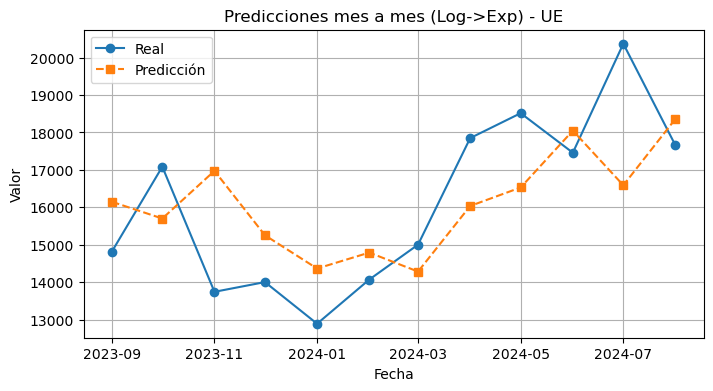 Predicciones mes a mes (Log->Exp) - UE
Real
Predicción
Valor
20000
19000
18000
17000
16000
15000
14000
13000
2023-09
2023-11
2024-01
2024-03
2024-05
2024-07
Fecha